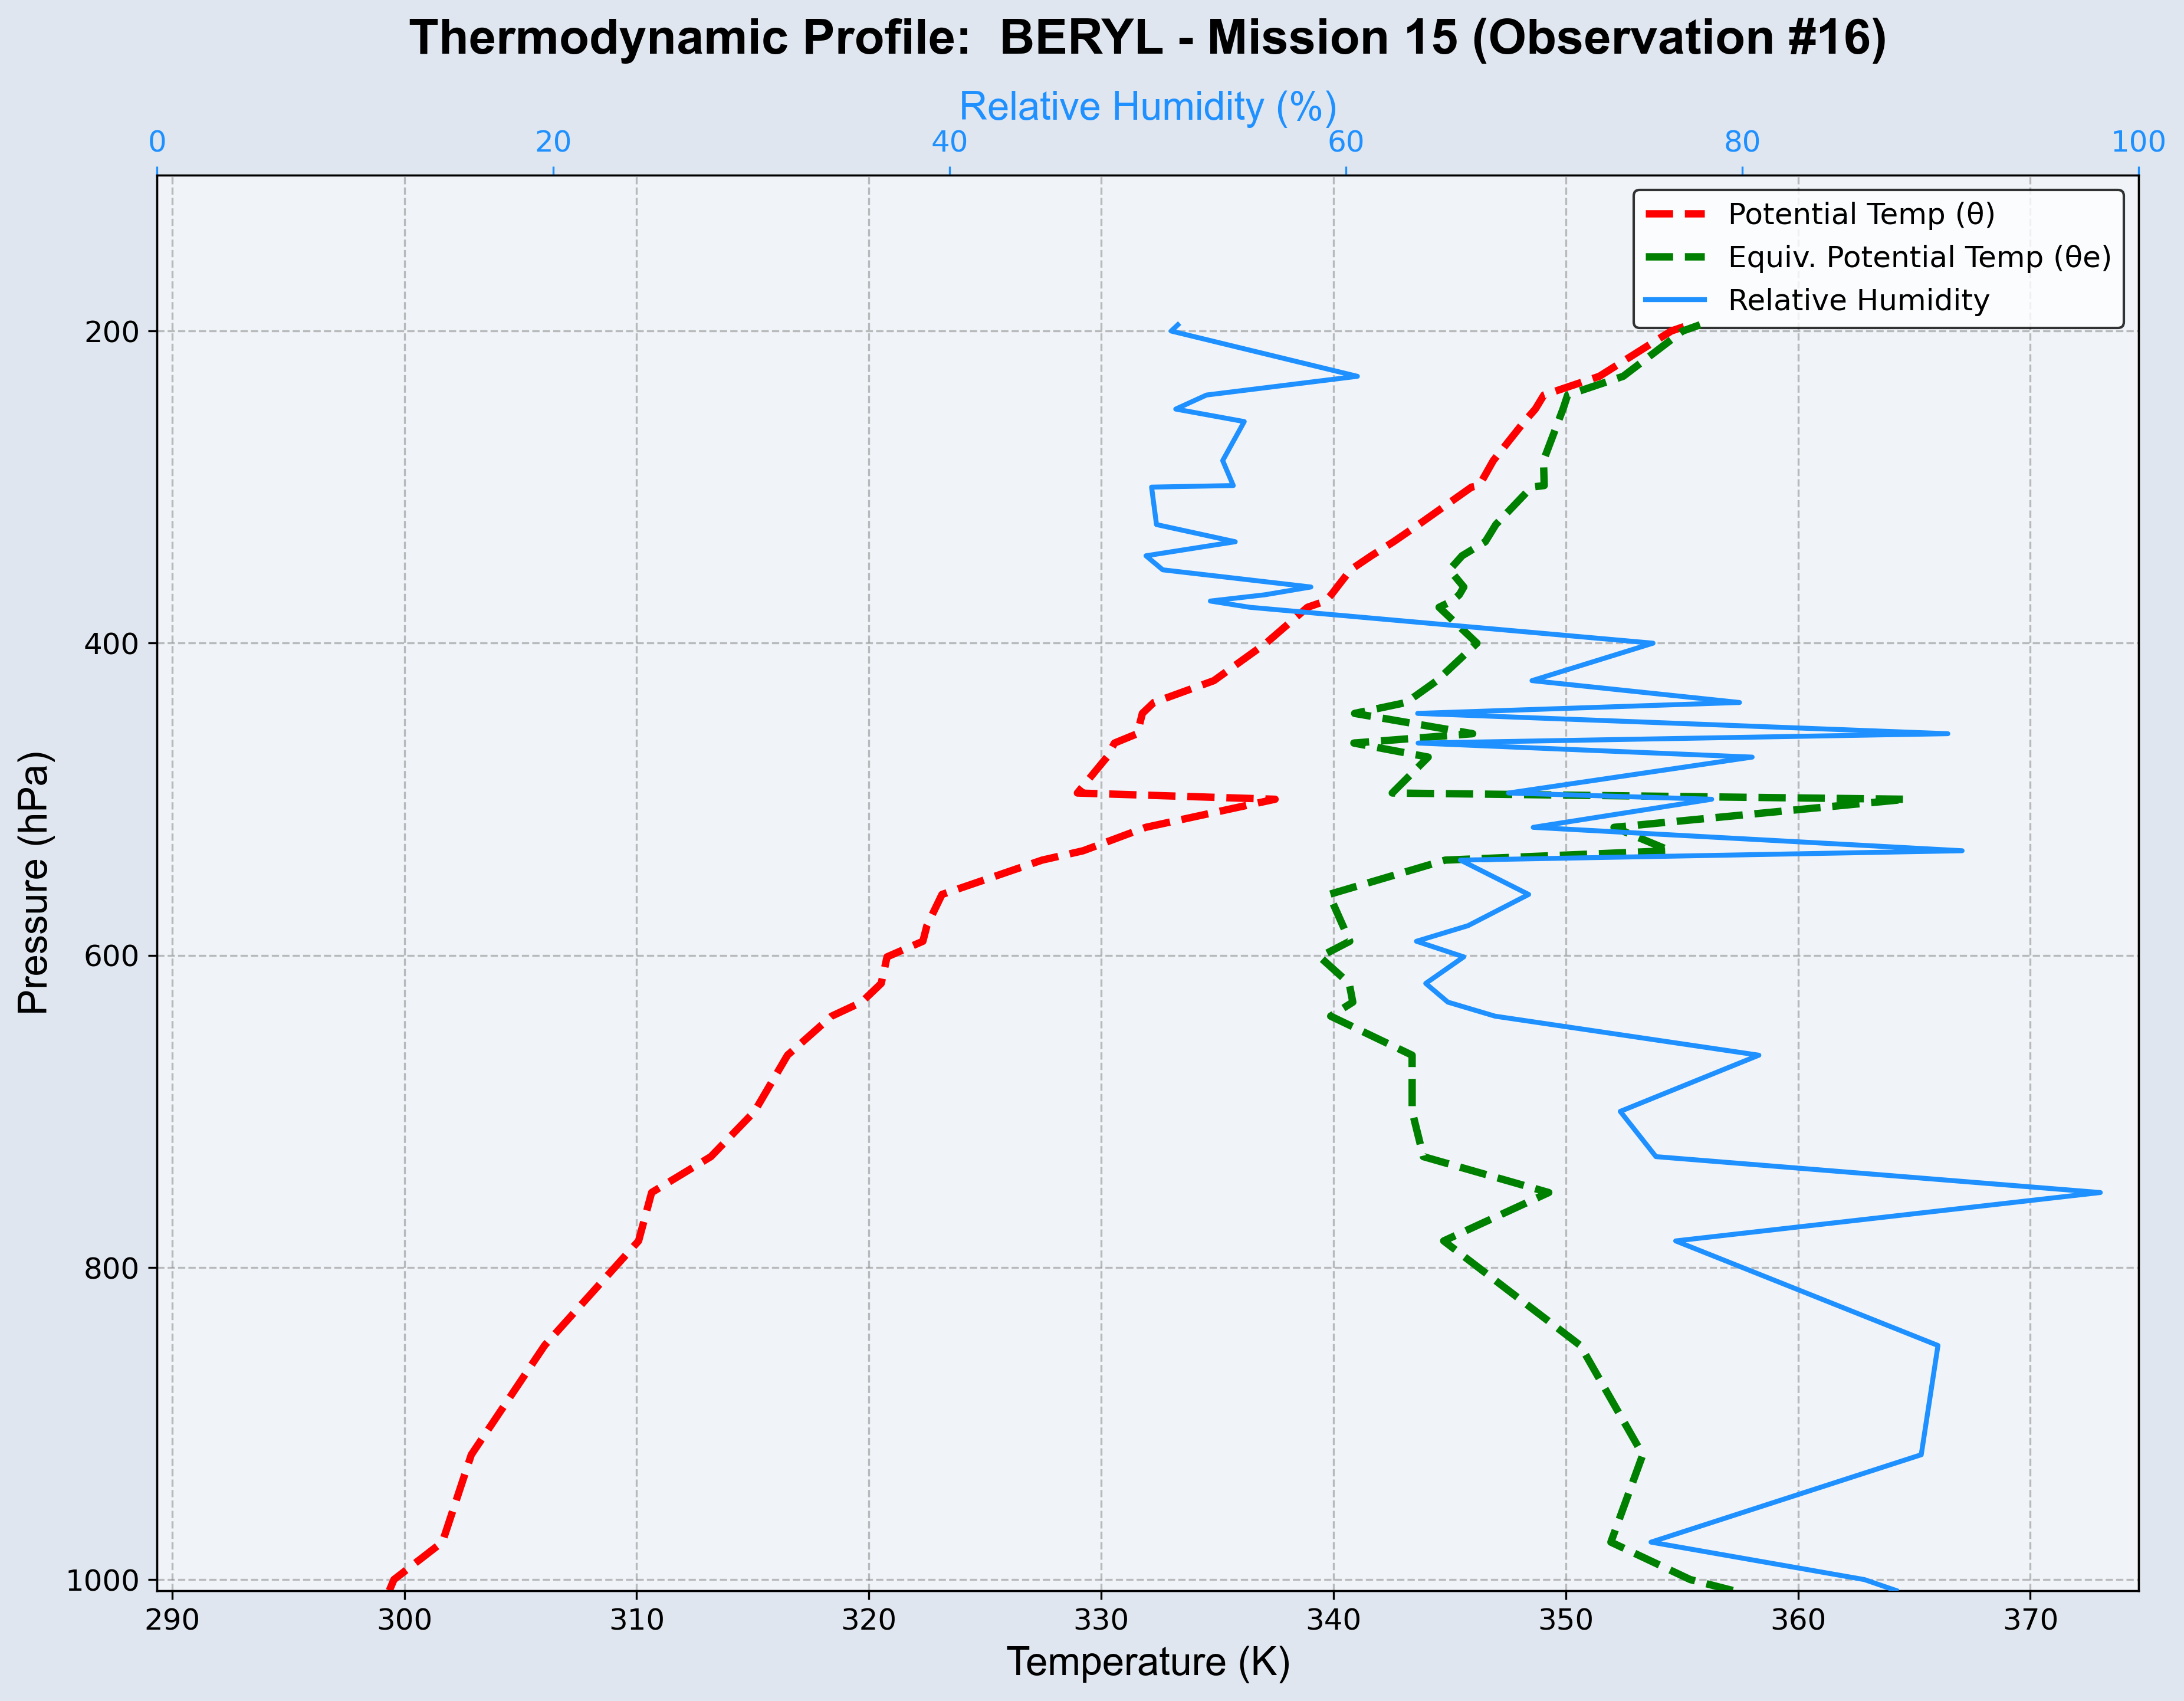 Thermodynamic Profile:  BERYL - Mission 15 (Observation #16)
Relative Humidity (%)
0 20 40 60 80 100
Potential Temp (θ)
Equiv. Potential Temp (θe)
Relative Humidity
200
400
600
800
1000
Pressure (hPa)
290 300 310 320 330 340 350 360 370
Temperature (K)